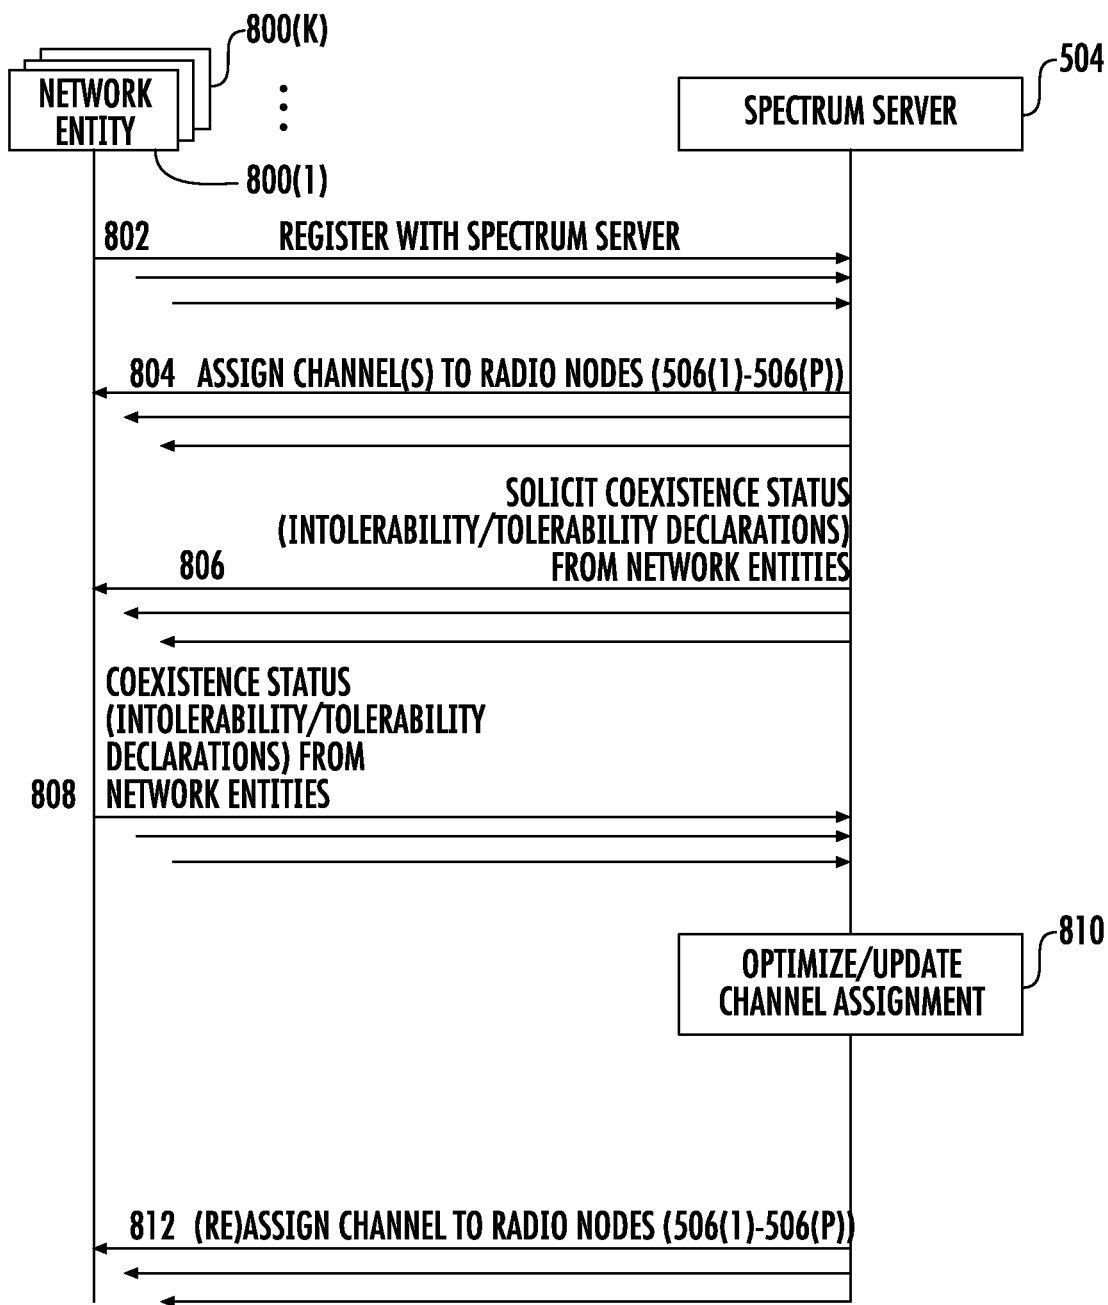 800(K)
504
NETWORK
ENTITY
SPECTRUM SERVER
800(1)
802 REGISTER WITH SPECTRUM SERVER
804 ASSIGN CHANNEL(S) TO RADIO NODES (506(1)-506(P))
SOLICIT COEXISTENCE STATUS
(INTOLERABILITY/TOLERABILITY DECLARATIONS)
806 FROM NETWORK ENTITIES
COEXISTENCE STATUS
(INTOLERABILITY/TOLERABILITY
DECLARATIONS) FROM
808 NETWORK ENTITIES
810
OPTIMIZE/UPDATE
CHANNEL ASSIGNMENT
812 (RE)ASSIGN CHANNEL TO RADIO NODES (506(1)-506(P))